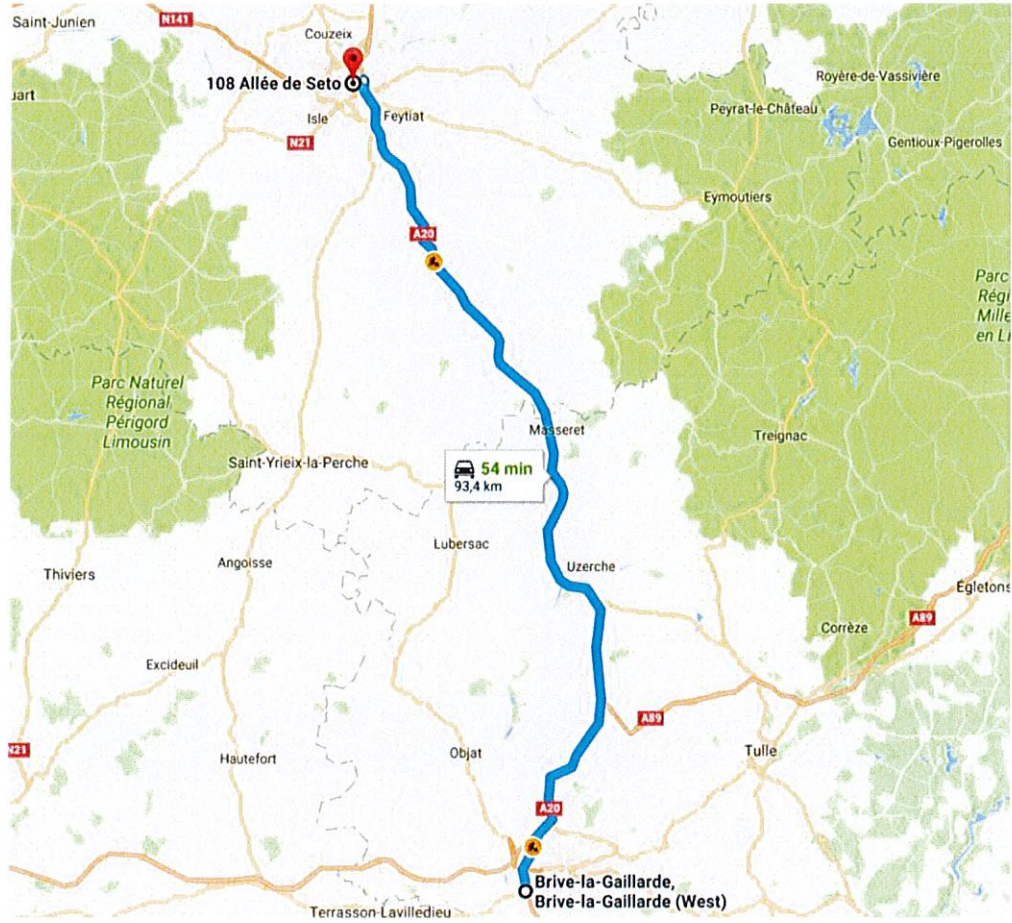 Saint-Junien
N141
Couzeix
108 Allée de Seto
Isle
Feytiat
N21
Royère-de-Vassivière
Peyrat-le-Château
Gentioux-Pigerolles
Eymoutiers
uart
A20
Parc
Régi
Mille
en Li
Parc Naturel
Régional
Périgord
Limousin
Masseret
Treignac
Saint-Yrieix-la-Perche
54 min
93,4 km
Lubersac
Angoisse
Thiviers
Uzerche
Égletons
A89
Corrèze
Excideuil
A89
N21
Hautefort
Objat
Tulle
A20
Brive-la-Gaillarde,
Brive-la-Gaillarde (West)
Terrasson-Lavilledieu